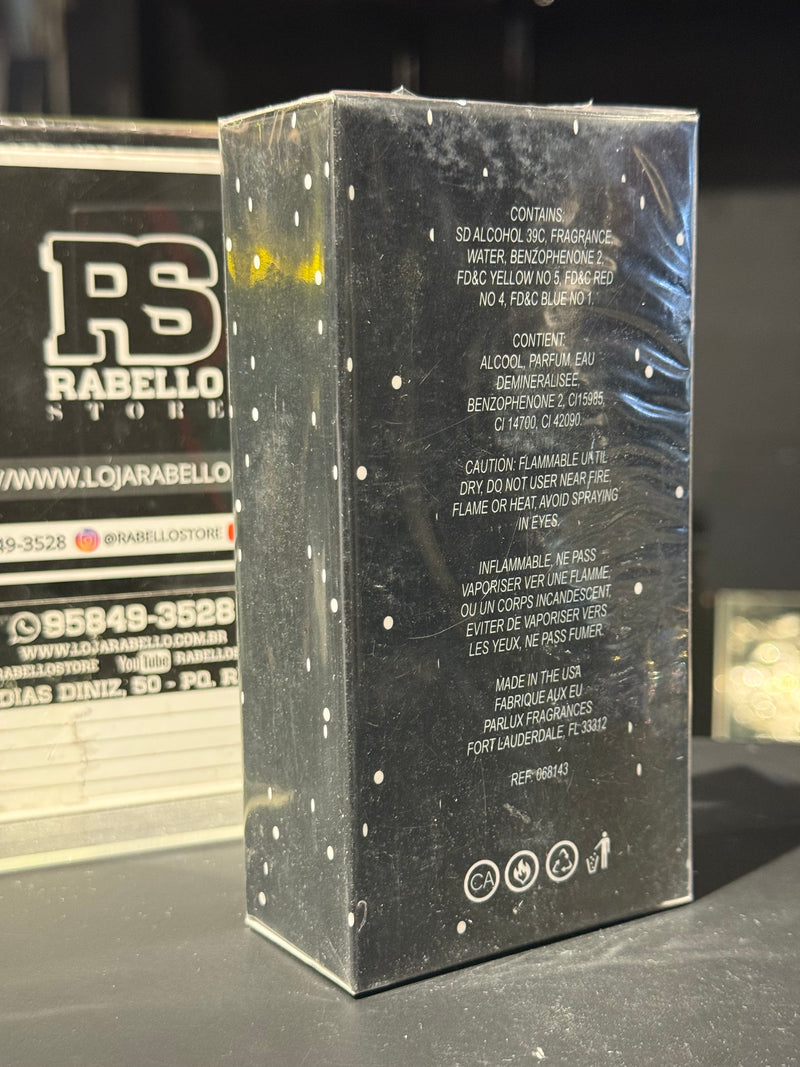 RS
RABELLO
STORE
//WWW.LOJARABELLO
49-3528 @RABELLOSTORE
95849-3528
WWW.LOJARABELLO.COM.BR
RABELLOSTORE YouTube RABELLOS
DIAS DINIZ, 50 - PQ. R
CONTAINS:
SD ALCOHOL 39C, FRAGRANCE,
WATER, BENZOPHENONE 2,
FD&C YELLOW NO 5, FD&C RED
NO 4, FD&C BLUE NO 1.
CONTIENT:
ALCOOL, PARFUM, EAU
DEMINERALISEE,
BENZOPHENONE 2, CI15985,
CI 14700, CI 42090.
CAUTION: FLAMMABLE UNTIL
DRY, DO NOT USER NEAR FIRE,
FLAME OR HEAT, AVOID SPRAYING
IN EYES.
INFLAMMABLE, NE PASS
VAPORISER VER UNE FLAMME,
OU UN CORPS INCANDESCENT.
EVITER DE VAPORISER VERS
LES YEUX, NE PASS FUMER.
MADE IN THE USA
FABRIQUE AUX EU
PARLUX FRAGRANCES
FORT LAUDERDALE, FL 33312
REF: 068143
CA